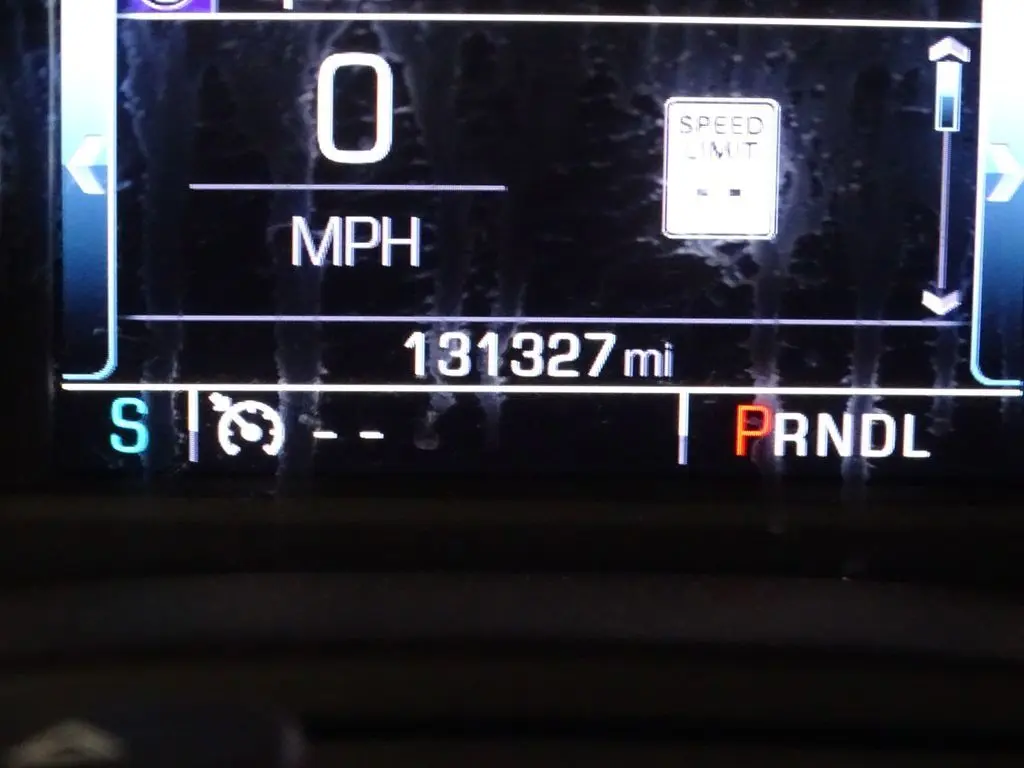 0
MPH
SPEED
LIMIT
--
131327 mi
S
-- 
PRNDL